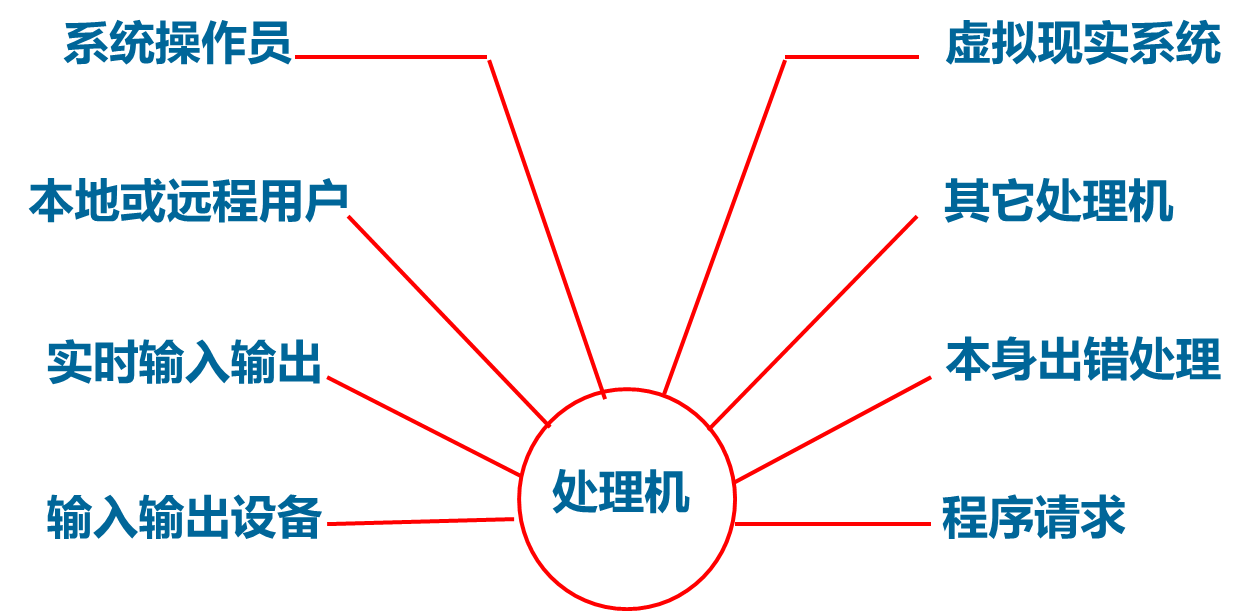 系统操作员
虚拟现实系统
本地或远程用户
其它处理机
实时输入输出
本身出错处理
处理机
输入输出设备
程序请求